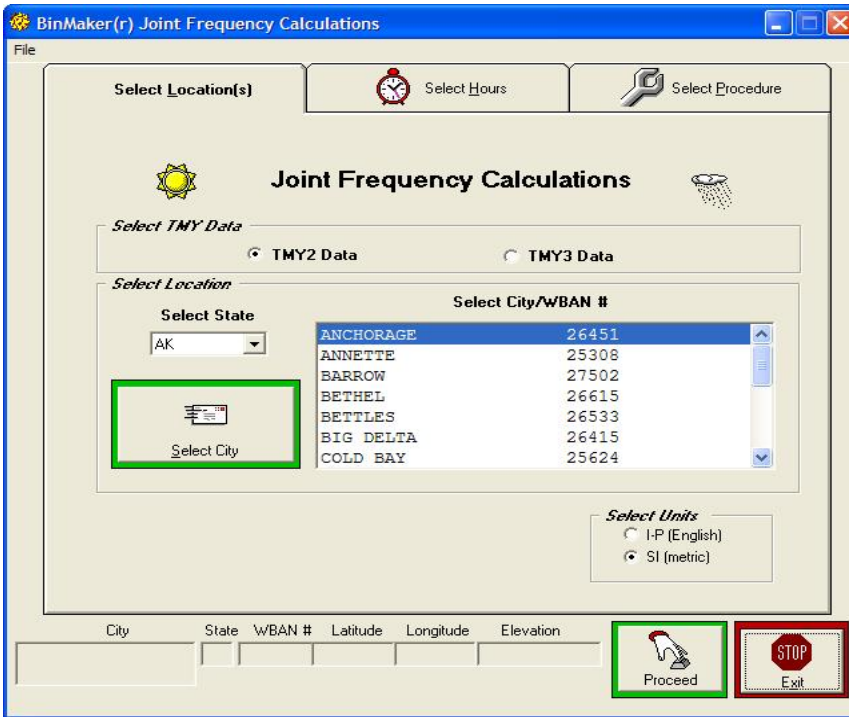 BinMaker(r) Joint Frequency Calculations
File
Select Location(s) Select Hours Select Procedure
Joint Frequency Calculations
Select TMY Data
TMY2 Data TMY3 Data
Select Location
Select State Select City/WBAN #
AK
ANCHORAGE 26451
ANNETTE 25308
BARROW 27502
BETHEL 26615
BETTLES 26533
BIG DELTA 26415
COLD BAY 25624
Select City
Select Units
I-P (English)
SI (metric)
City State WBAN # Latitude Longitude Elevation
Proceed
STOP
Exit